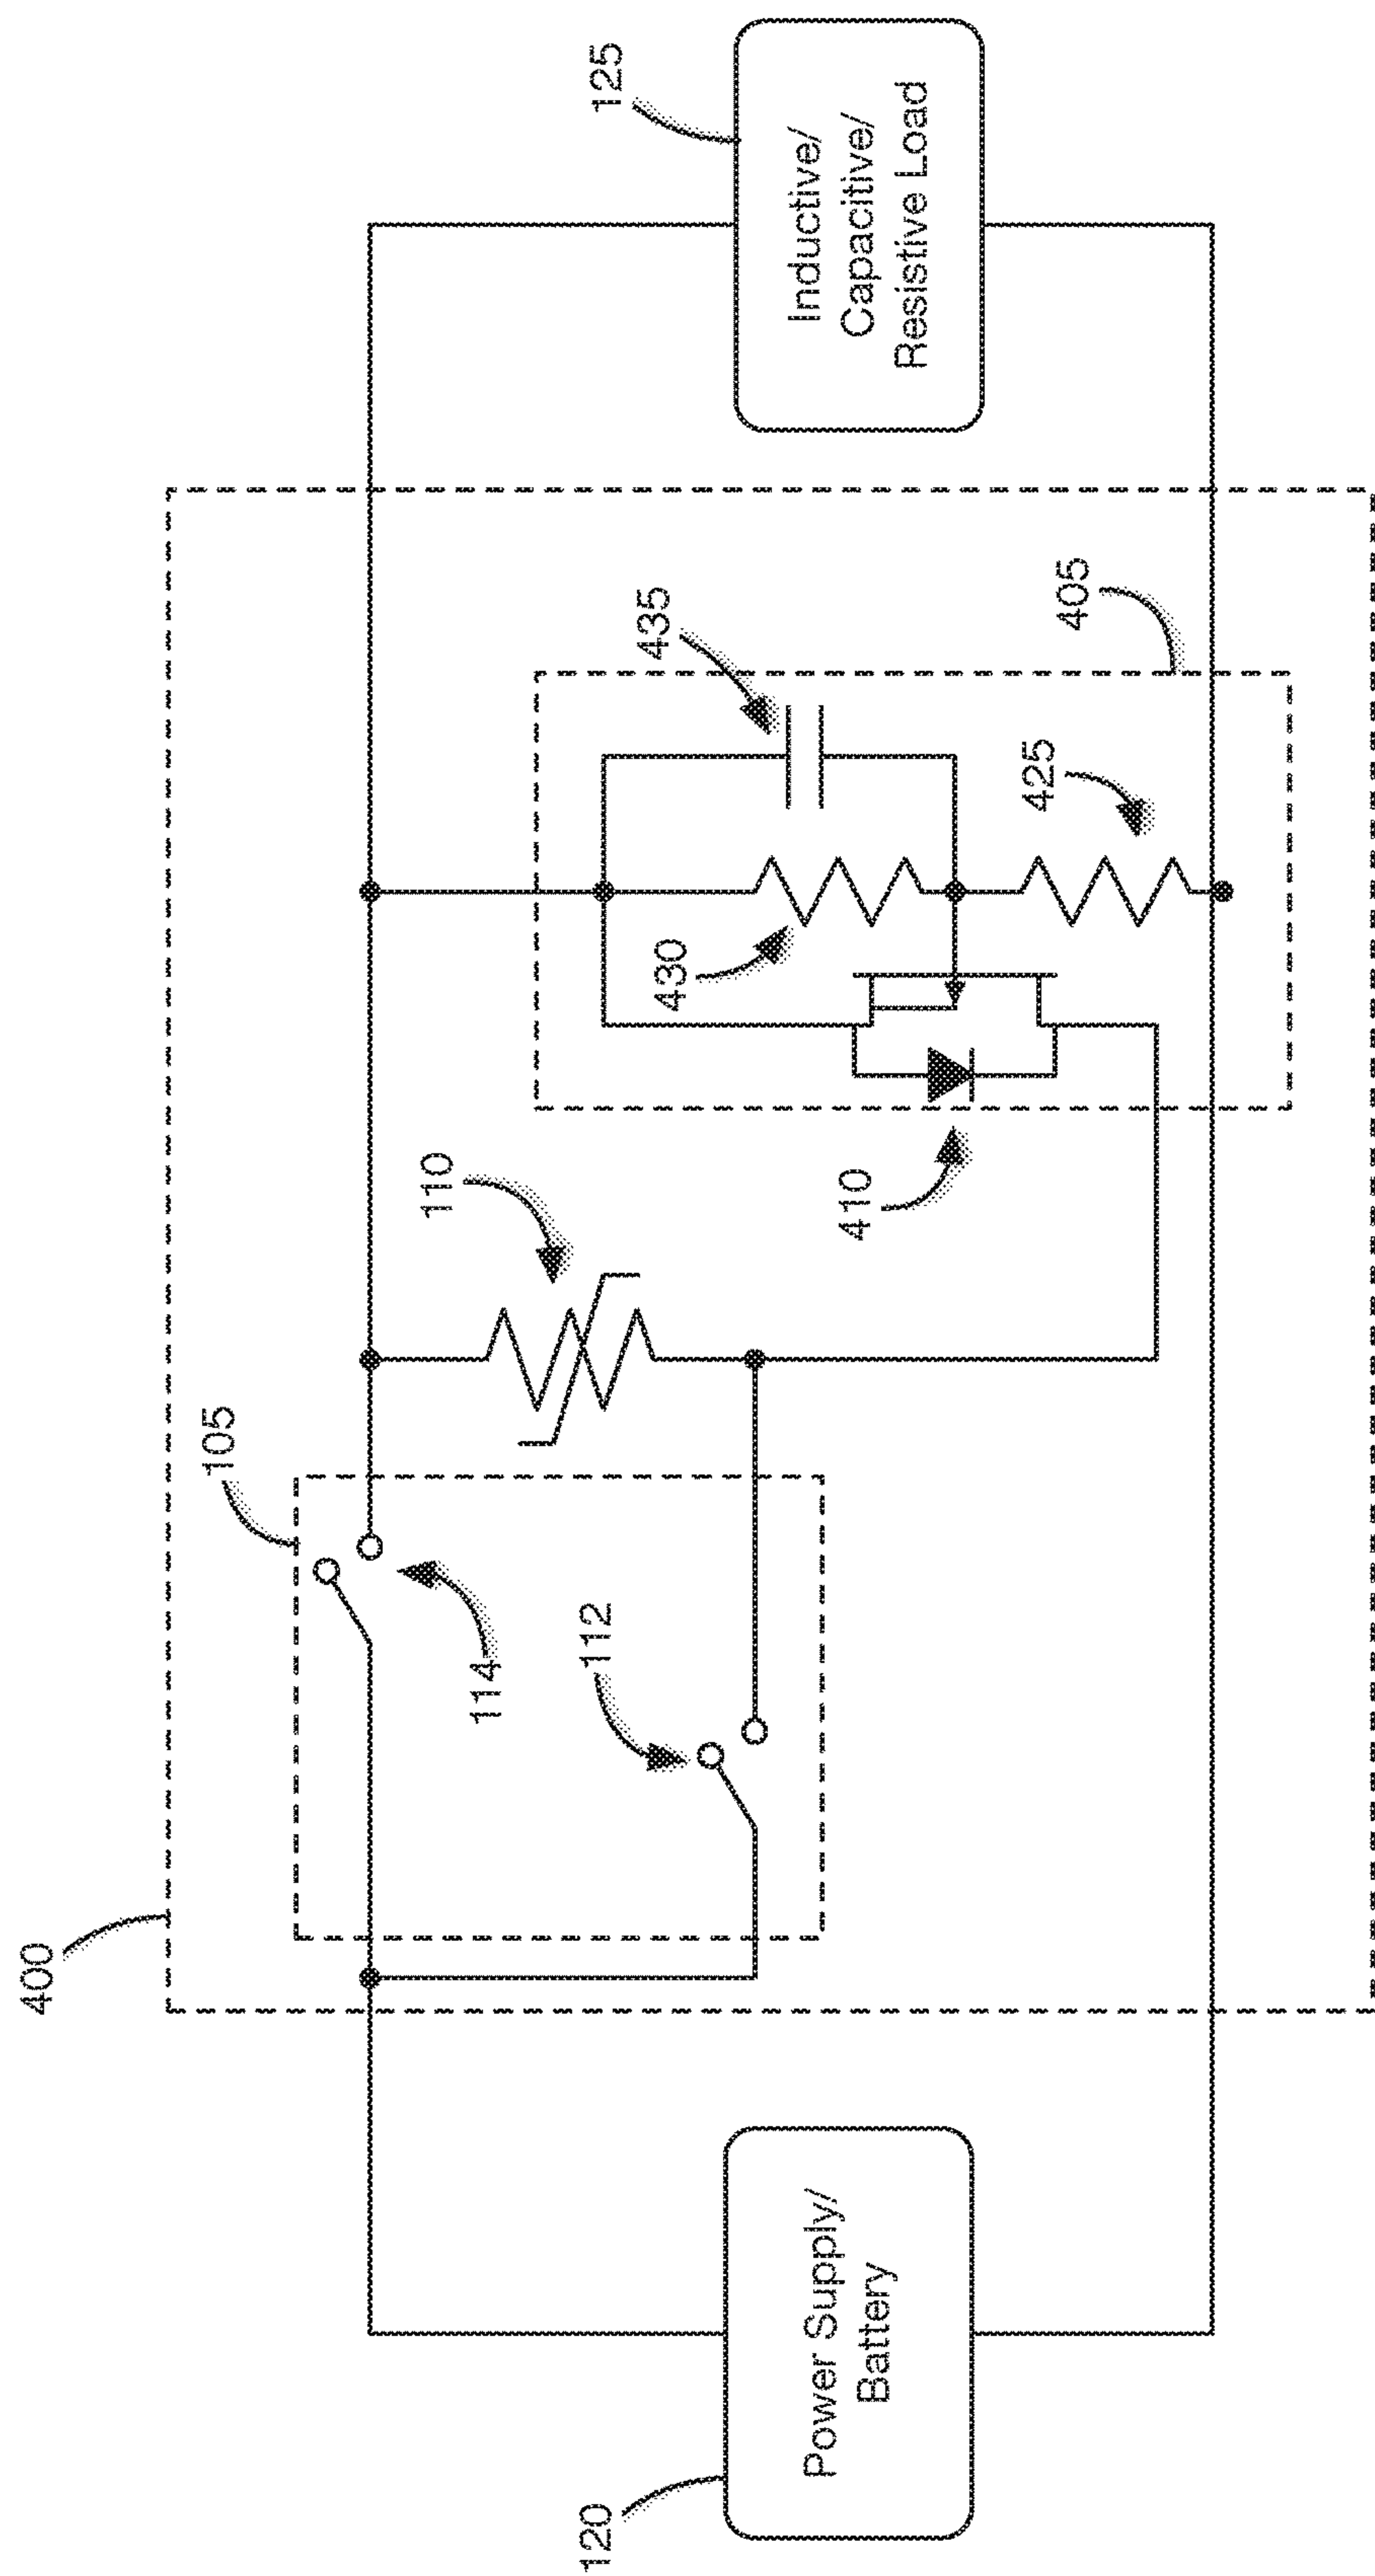 400
105
114
112
110
410
430
435
425
405
120
Power Supply/
Battery
125
Inductive/
Capacitive/
Resistive Load